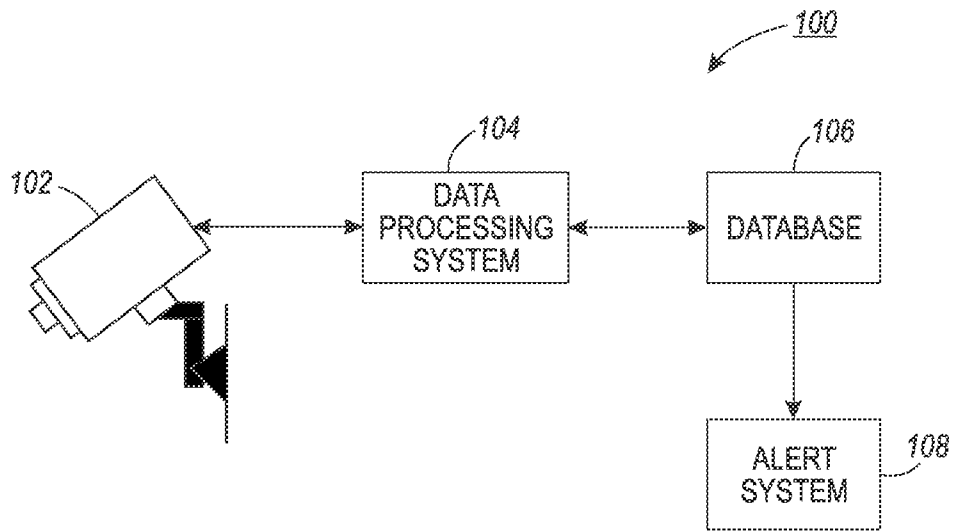 100
102
104
DATA
PROCESSING
SYSTEM
106
DATABASE
ALERT
SYSTEM
108